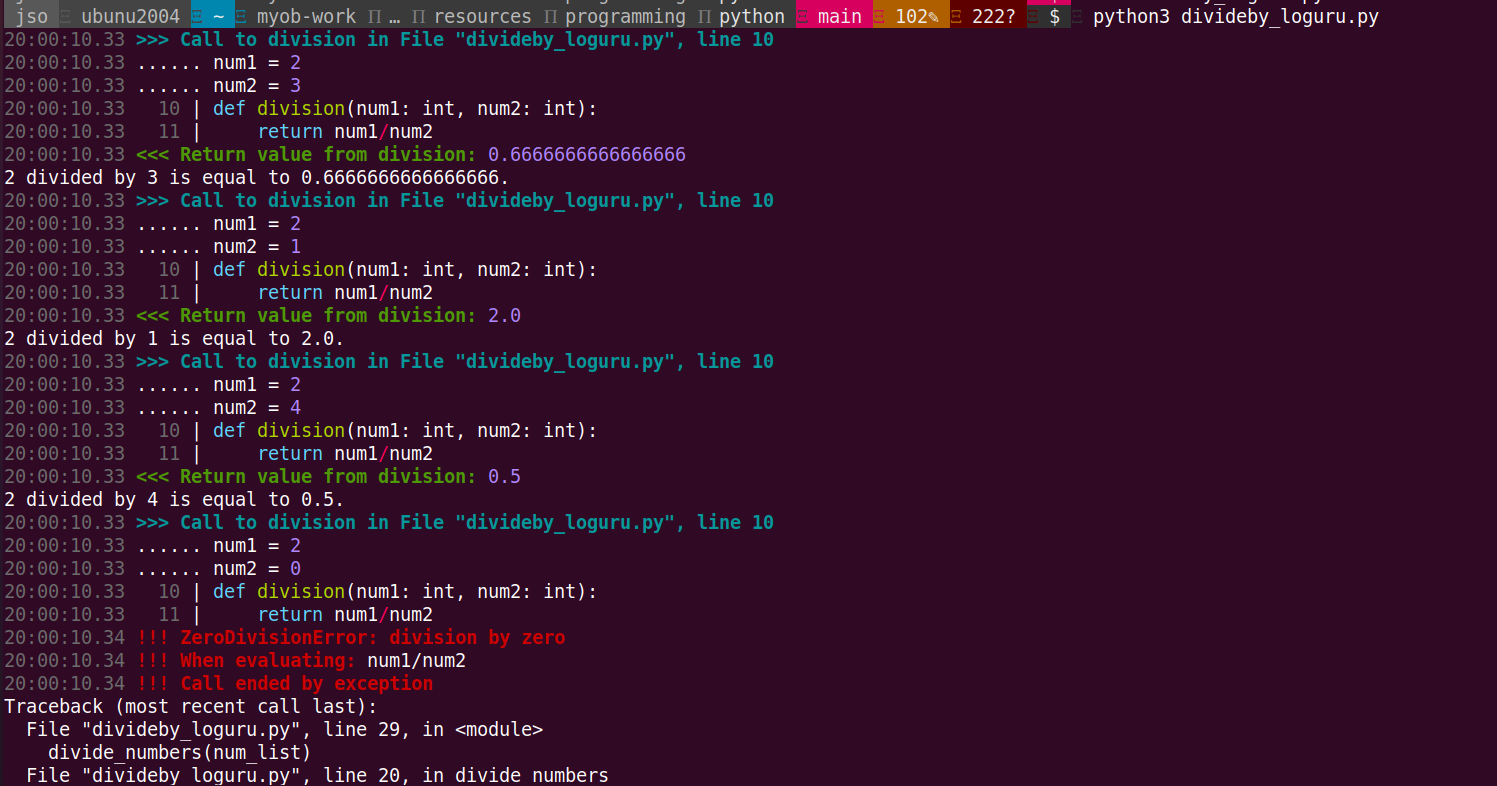 jso ubunu2004 ~ myob-work … resources programming python main 102✎ 222? $ python3 divideby_loguru.py
20:00:10.33 >>> Call to division in File "divideby_loguru.py", line 10
20:00:10.33 ...... num1 = 2
20:00:10.33 ...... num2 = 3
20:00:10.33   10 | def division(num1: int, num2: int):
20:00:10.33   11 |     return num1/num2
20:00:10.33 <<< Return value from division: 0.6666666666666666
2 divided by 3 is equal to 0.6666666666666666.
20:00:10.33 >>> Call to division in File "divideby_loguru.py", line 10
20:00:10.33 ...... num1 = 2
20:00:10.33 ...... num2 = 1
20:00:10.33   10 | def division(num1: int, num2: int):
20:00:10.33   11 |     return num1/num2
20:00:10.33 <<< Return value from division: 2.0
2 divided by 1 is equal to 2.0.
20:00:10.33 >>> Call to division in File "divideby_loguru.py", line 10
20:00:10.33 ...... num1 = 2
20:00:10.33 ...... num2 = 4
20:00:10.33   10 | def division(num1: int, num2: int):
20:00:10.33   11 |     return num1/num2
20:00:10.33 <<< Return value from division: 0.5
2 divided by 4 is equal to 0.5.
20:00:10.33 >>> Call to division in File "divideby_loguru.py", line 10
20:00:10.33 ...... num1 = 2
20:00:10.33 ...... num2 = 0
20:00:10.33   10 | def division(num1: int, num2: int):
20:00:10.33   11 |     return num1/num2
20:00:10.34 !!! ZeroDivisionError: division by zero
20:00:10.34 !!! When evaluating: num1/num2
20:00:10.34 !!! Call ended by exception
Traceback (most recent call last):
  File "divideby_loguru.py", line 29, in <module>
    divide_numbers(num_list)
  File "divideby_loguru.py", line 20, in divide_numbers